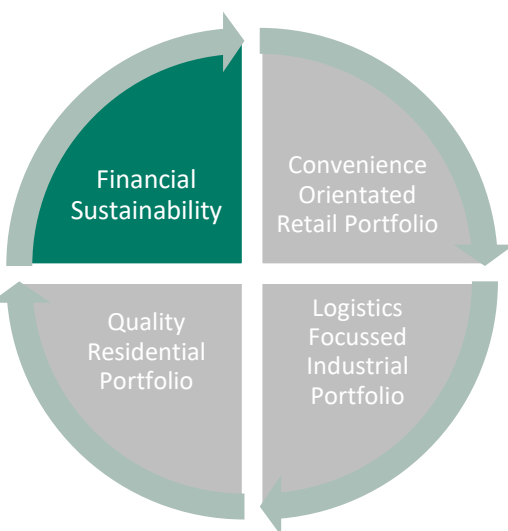 Financial
Sustainability
Convenience
Orientated
Retail Portfolio
Quality
Residential
Portfolio
Logistics
Focussed
Industrial
Portfolio